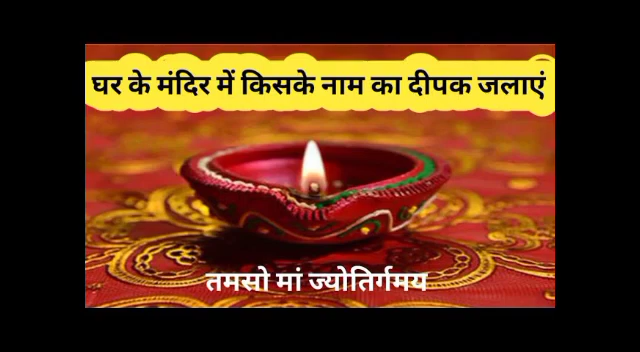 घर के मंदिर में किसके नाम का दीपक जलाएं
तमसो मां ज्योतिर्गमय